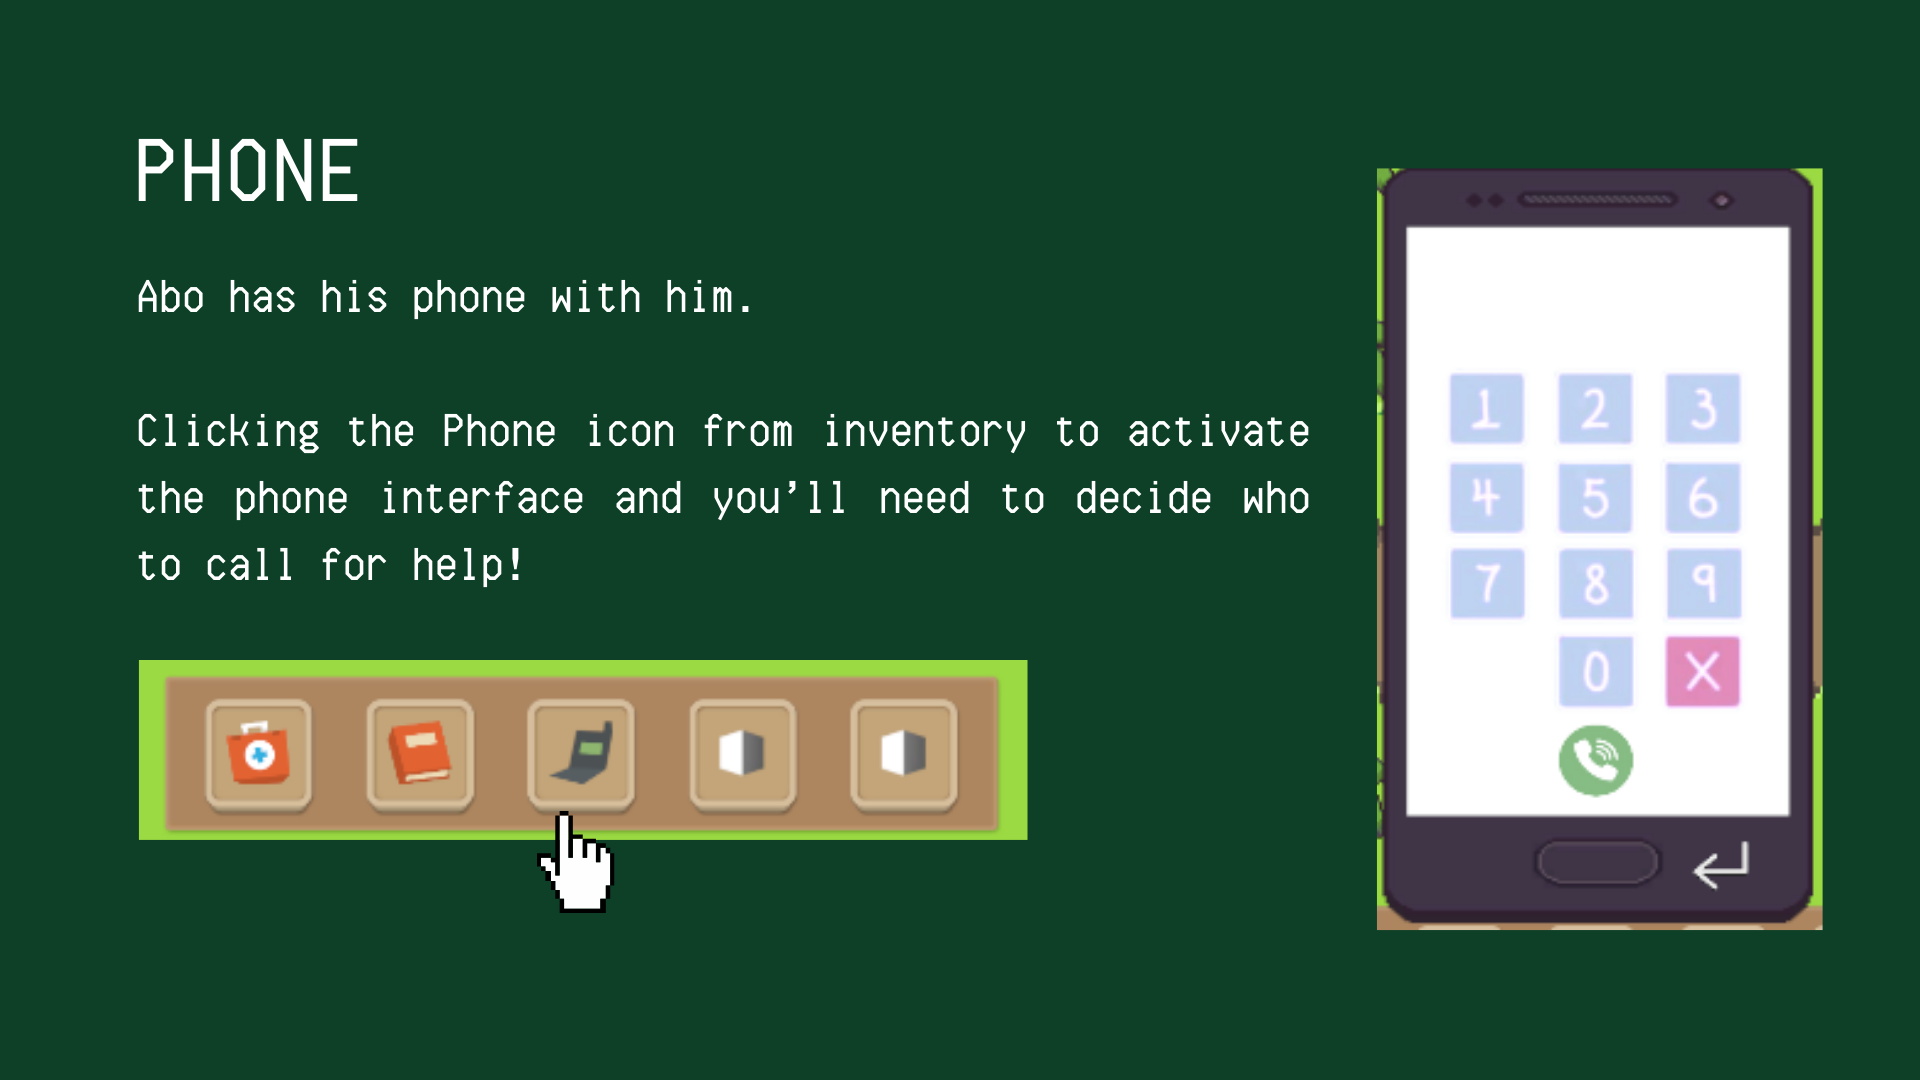 PHONE
Abo has his phone with him.
Clicking the Phone icon from inventory to activate
the phone interface and you’ll need to decide who
to call for help!
1 2 3
4 5 6
7 8 9
0 X